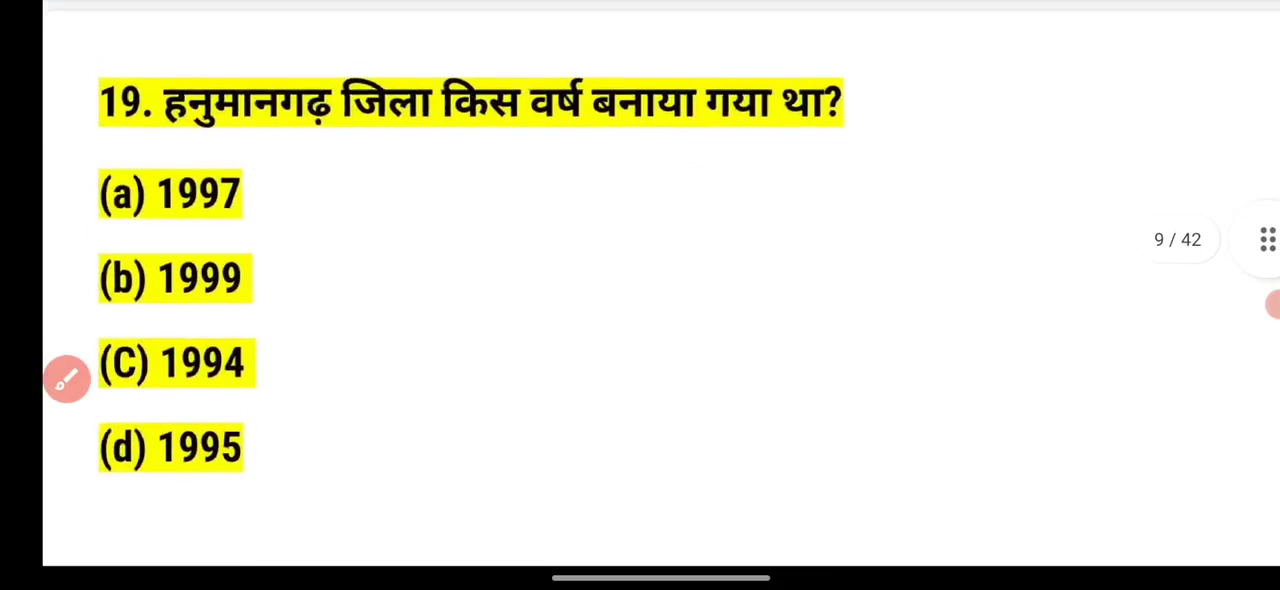 19. हनुमानगढ़ जिला किस वर्ष बनाया गया था?
(a) 1997
(b) 1999
9 / 42
(C) 1994
(d) 1995